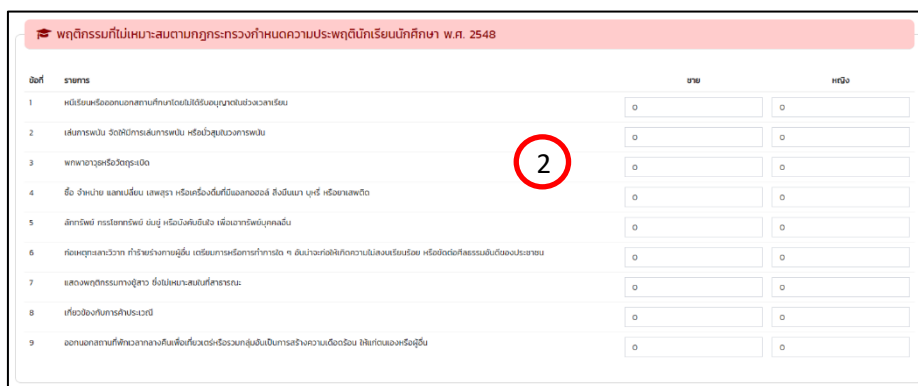 พฤติกรรมที่ไม่เหมาะสมตามกฎกระทรวงกำหนดความประพฤตินักเรียนนักศึกษา พ.ศ. 2548
ข้อที่ รายการ ชาย หญิง
1 หนีเรียนหรือออกนอกสถานศึกษาโดยไม่ได้รับอนุญาตในช่วงเวลาเรียน 0 0
2 เล่นการพนัน จัดให้มีการเล่นการพนัน หรือมั่วสุมในวงการพนัน 0 0
2
3 พกพาอาวุธหรือวัตถุระเบิด 0 0
4 ซื้อ จำหน่าย แลกเปลี่ยน เสพสุรา หรือเครื่องดื่มที่มีแอลกอฮอล์ สิ่งมึนเมา บุหรี่ หรือยาเสพติด 0 0
5 ลักทรัพย์ กรรโชกทรัพย์ ข่มขู่ หรือบังคับขืนใจ เพื่อเอาทรัพย์บุคคลอื่น 0 0
6 ก่อเหตุทะเลาะวิวาท ทำร้ายร่างกายผู้อื่น เตรียมการหรือการทำการใด ๆ อันน่าจะก่อให้เกิดความไม่สงบเรียบร้อย หรือขัดต่อศีลธรรมอันดีของประชาชน 0 0
7 แสดงพฤติกรรมทางชู้สาว ซึ่งไม่เหมาะสมในที่สาธารณะ 0 0
8 เกี่ยวข้องกับการค้าประเวณี 0 0
9 ออกนอกสถานที่พักเวลากลางคืนเพื่อเที่ยวเตร่หรือรวมกลุ่มอันเป็นการสร้างความเดือดร้อน ให้แก่ตนเองหรือผู้อื่น 0 0